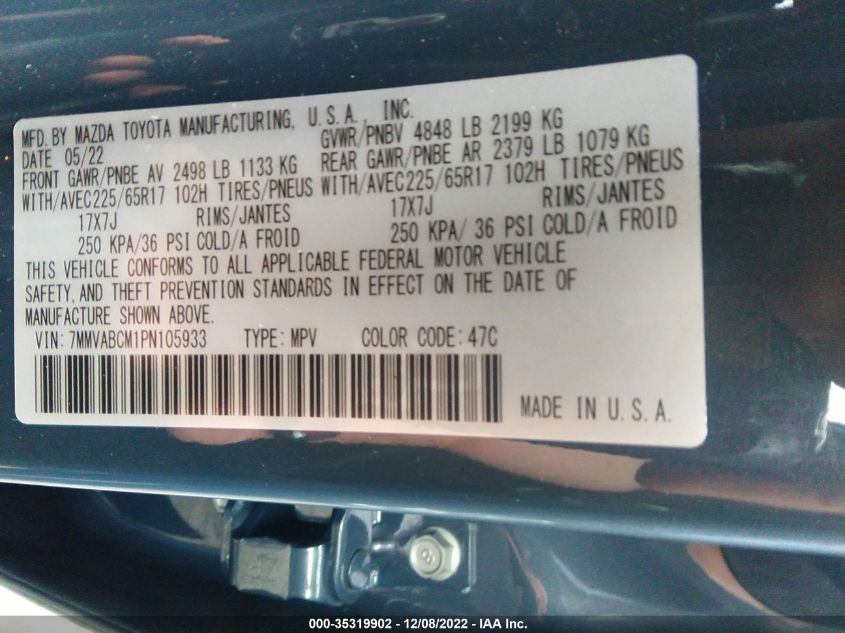 MFD. BY MAZDA TOYOTA MANUFACTURING, U.S.A. INC.
DATE 05/22 GVWR/PNBV 4848 LB 2199 KG
FRONT GAWR/PNBE AV 2498 LB 1133 KG REAR GAWR/PNBE AR 2379 LB 1079 KG
WITH/AVEC225/65R17 102H TIRES/PNEUS WITH/AVEC225/65R17 102H TIRES/PNEUS
17X7J RIMS/JANTES 17X7J RIMS/JANTES
250 KPA/36 PSI COLD/A FROID 250 KPA/ 36 PSI COLD/A FROID
THIS VEHICLE CONFORMS TO ALL APPLICABLE FEDERAL MOTOR VEHICLE
SAFETY, AND THEFT PREVENTION STANDARDS IN EFFECT ON THE DATE OF
MANUFACTURE SHOWN ABOVE.
VIN: 7MMVABCM1PN105933 TYPE: MPV COLOR CODE: 47C
MADE IN U.S.A.
8
000-35319902 - 12/08/2022 - IAA Inc.